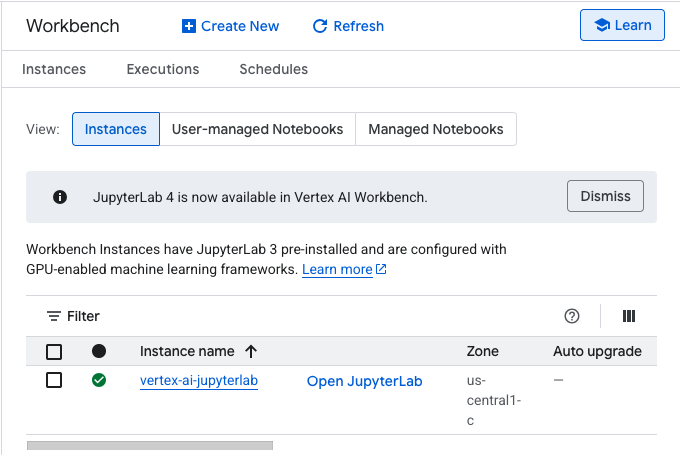 Workbench Create New Refresh Learn
Instances Executions Schedules
View: Instances User-managed Notebooks Managed Notebooks
JupyterLab 4 is now available in Vertex AI Workbench. Dismiss
Workbench Instances have JupyterLab 3 pre-installed and are configured with
GPU-enabled machine learning frameworks. Learn more
Filter
Instance name Zone Auto upgrade
vertex-ai-jupyterlab Open JupyterLab us- —
central1-
c